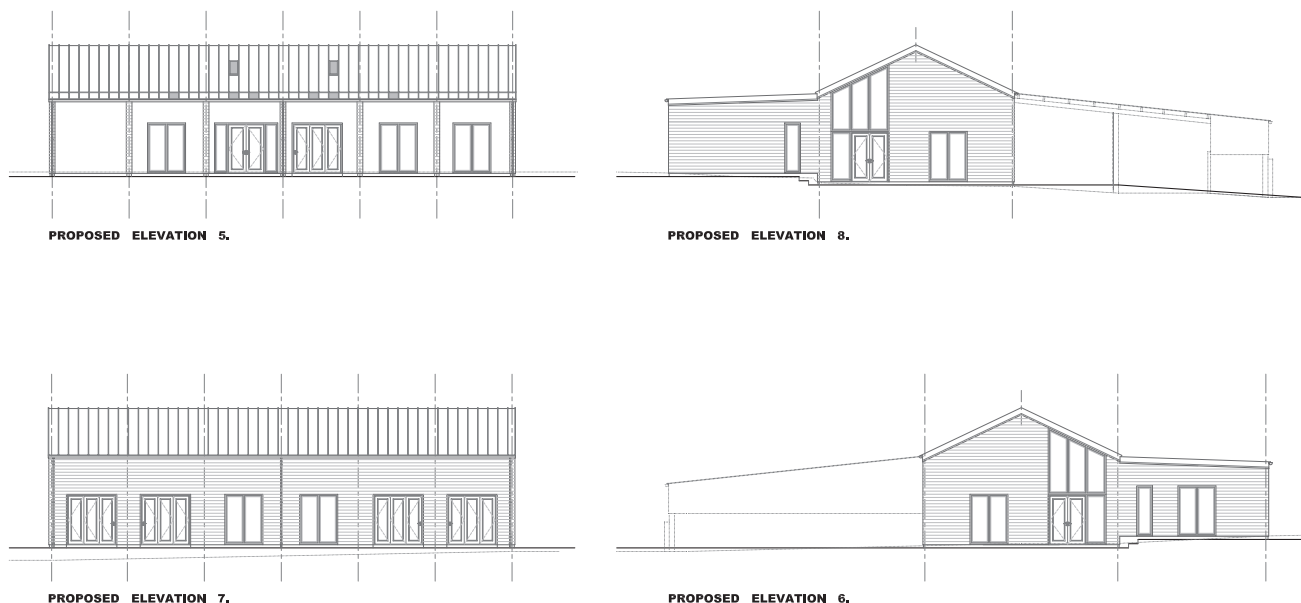 PROPOSED ELEVATION 5.
PROPOSED ELEVATION 8.
PROPOSED ELEVATION 7.
PROPOSED ELEVATION 6.